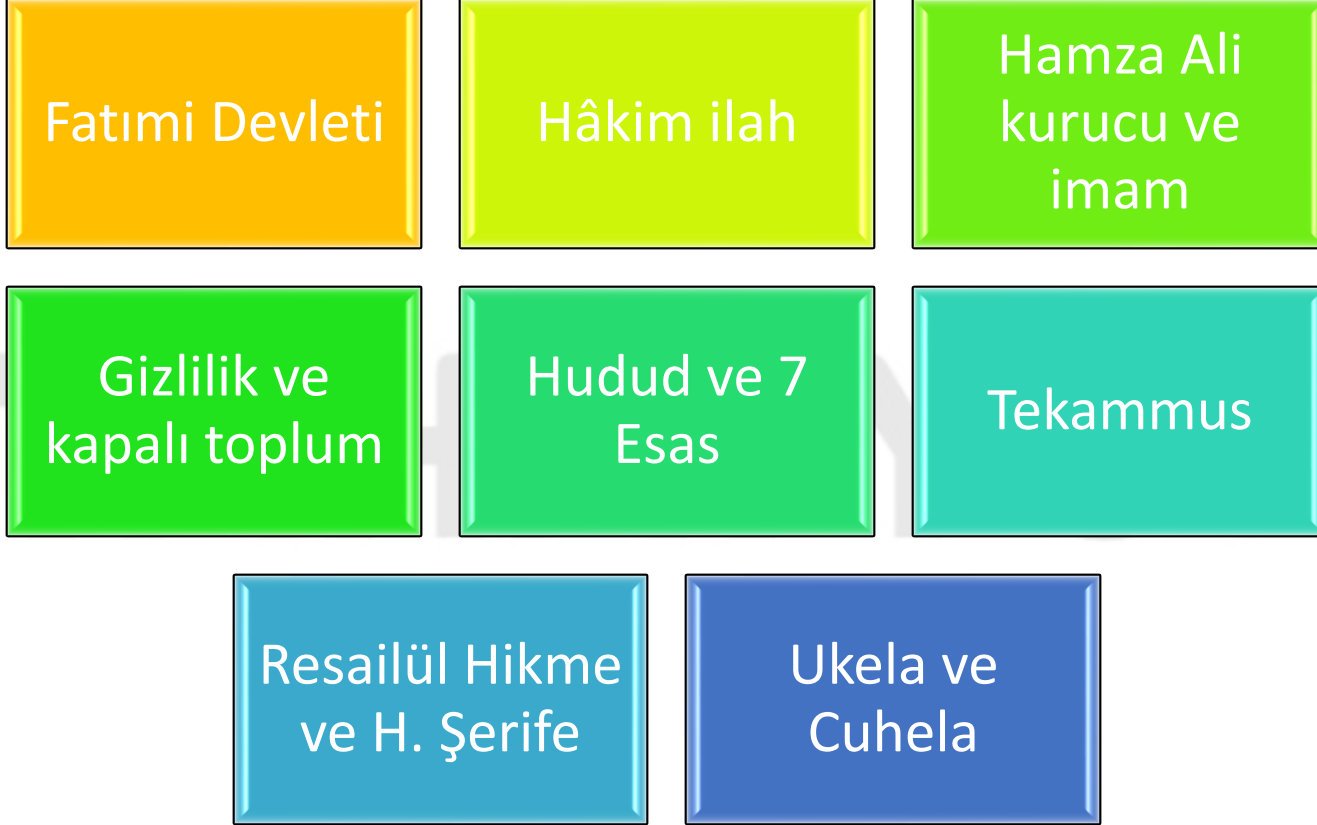 Fatımi Devleti
Hâkim ilah
Hamza Ali
kurucu ve
imam
Gizlilik ve
kapalı toplum
Hudud ve 7
Esas
Tekammus
Resailül Hikme
ve H. Şerife
Ukela ve
Cuhela